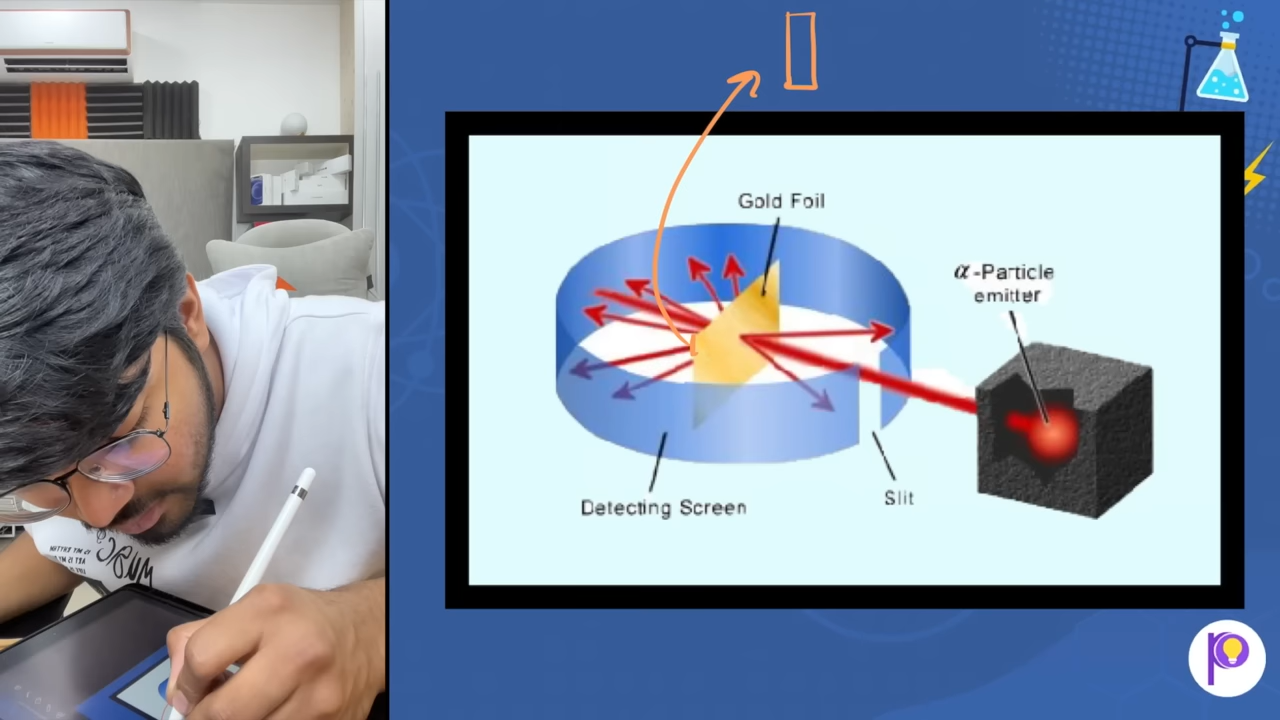 Gold Foil
α-Particle
emitter
Detecting Screen
Slit